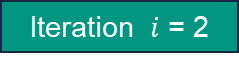 Iteration i = 2